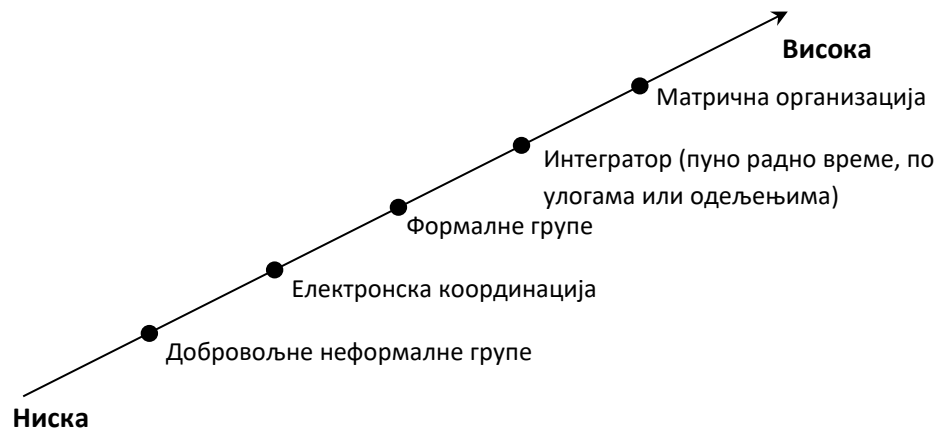 Висока
Матрична организација
Интегратор (пуно радно време, по
улогама или одељењима)
Формалне групе
Електронска координација
Добровољне неформалне групе
Ниска